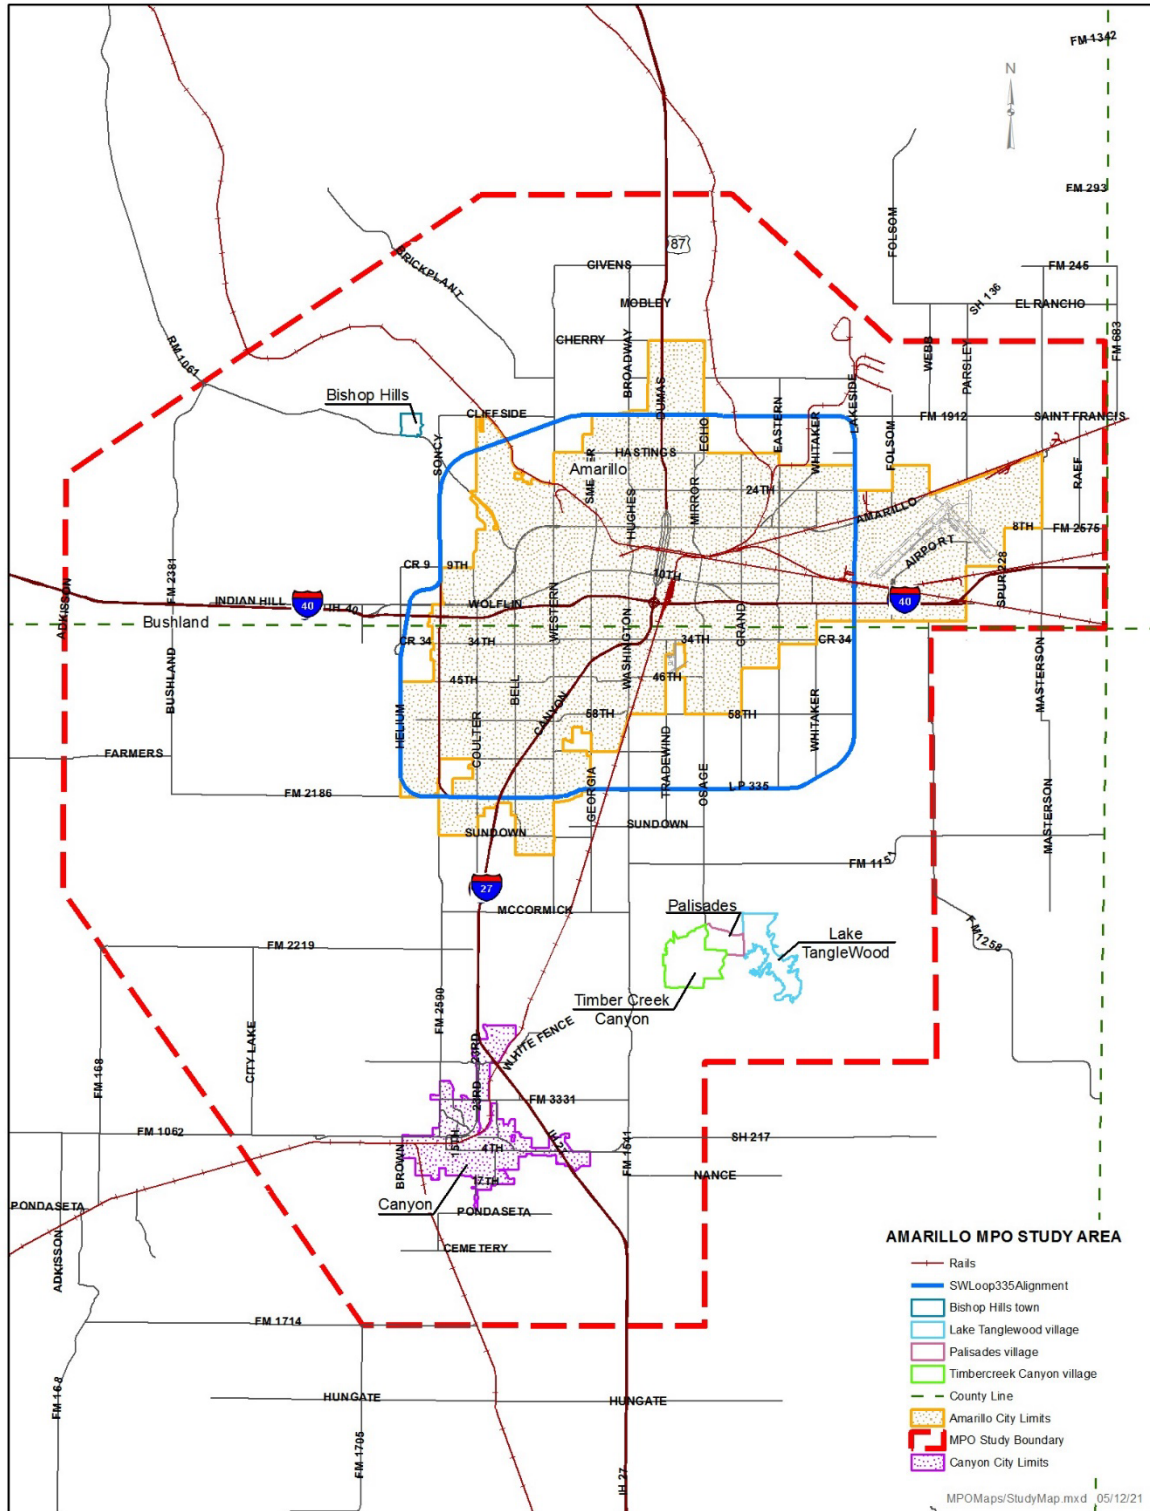 FM 1342
N
FM 293
FOLSOM
87
BRICKPLANT
GIVENS
FM 245
SH 136
EL RANCHO
MOBLEY
FM 683
RM 1061
CHERRY
BROADWAY
WEBB
PARSLEY
DUMAS
Bishop Hills
CLIFFSIDE
ECHO
EASTERN
WHITAKER
LAKESIDE
FM 1912
SAINT FRANCIS
SONCY
HASTINGS
Amarillo
FOLSOM
RAEF
24TH
HUGHES
MIRROR
AMARILLO
8TH
FM 2575
AIRPORT
FM 2381
CR 9
9TH
10TH
SPUR 228
ADKISSON
INDIAN HILL
40
IH 40
WOLFLIN
WESTERN
WASHINGTON
GRAND
40
Bushland
CR 34
34TH
34TH
CR 34
BUSHLAND
45TH
BELL
46TH
MASTERSON
HELIUM
COULTER
CANYON
58TH
58TH
WHITAKER
FARMERS
TRADEWIND
OSAGE
FM 2186
GEORGIA
LP 335
SUNDOWN
SUNDOWN
MASTERSON
FM 1151
27
MCCORMICK
Palisades
Lake
TangleWood
FM 1258
FM 2219
Timber Creek
Canyon
FM 2590
CITY LAKE
23RD
WHITE FENCE
FM 168
23RD
FM 3331
FM 1062
15TH
4TH
IH 27
FM 1541
SH 217
BROWN
17TH
NANCE
Canyon
PONDASETA
PONDASETA
CEMETERY
ADKISSON
FM 1714
HUNGATE
HUNGATE
FM 168
FM 1705
IH 27
AMARILLO MPO STUDY AREA
Rails
SWLoop335Alignment
Bishop Hills town
Lake Tanglewood village
Palisades village
Timbercreek Canyon village
County Line
Amarillo City Limits
MPO Study Boundary
Canyon City Limits
MPOMaps/StudyMap.mxd 05/12/21